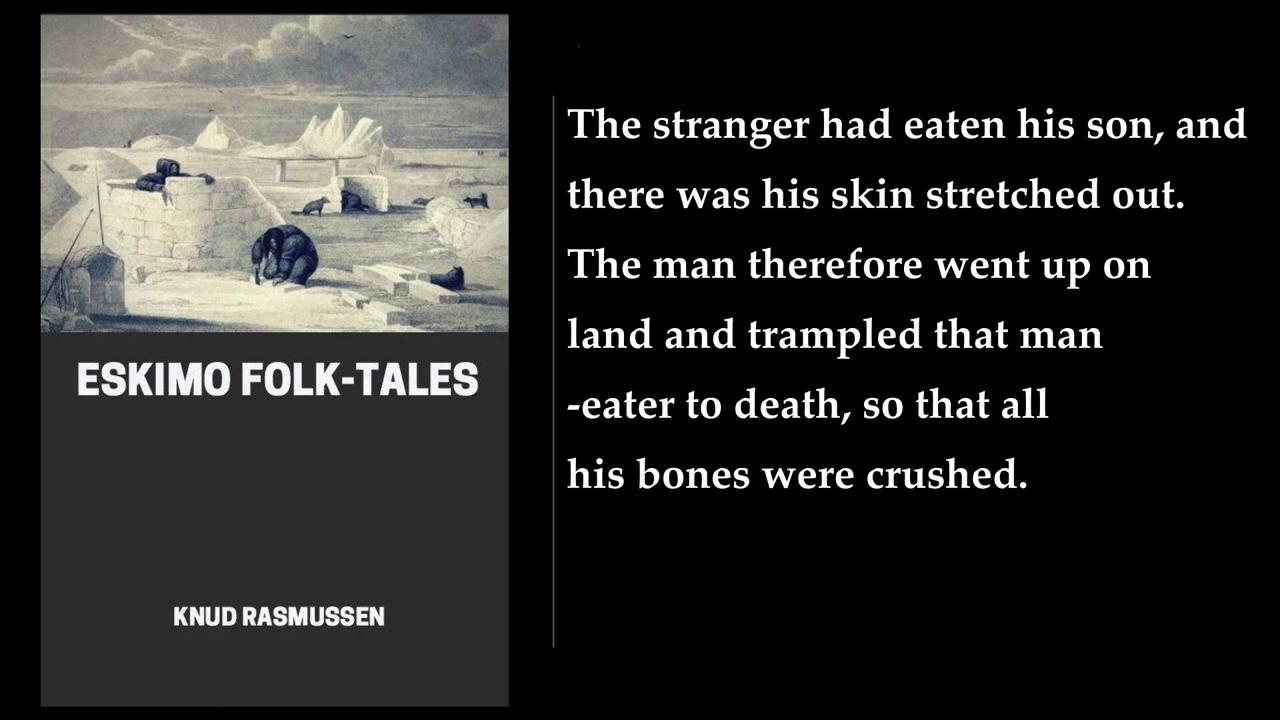 ESKIMO FOLK-TALES
KNUD RASMUSSEN
The stranger had eaten his son, and
there was his skin stretched out.
The man therefore went up on
land and trampled that man
-eater to death, so that all
his bones were crushed.